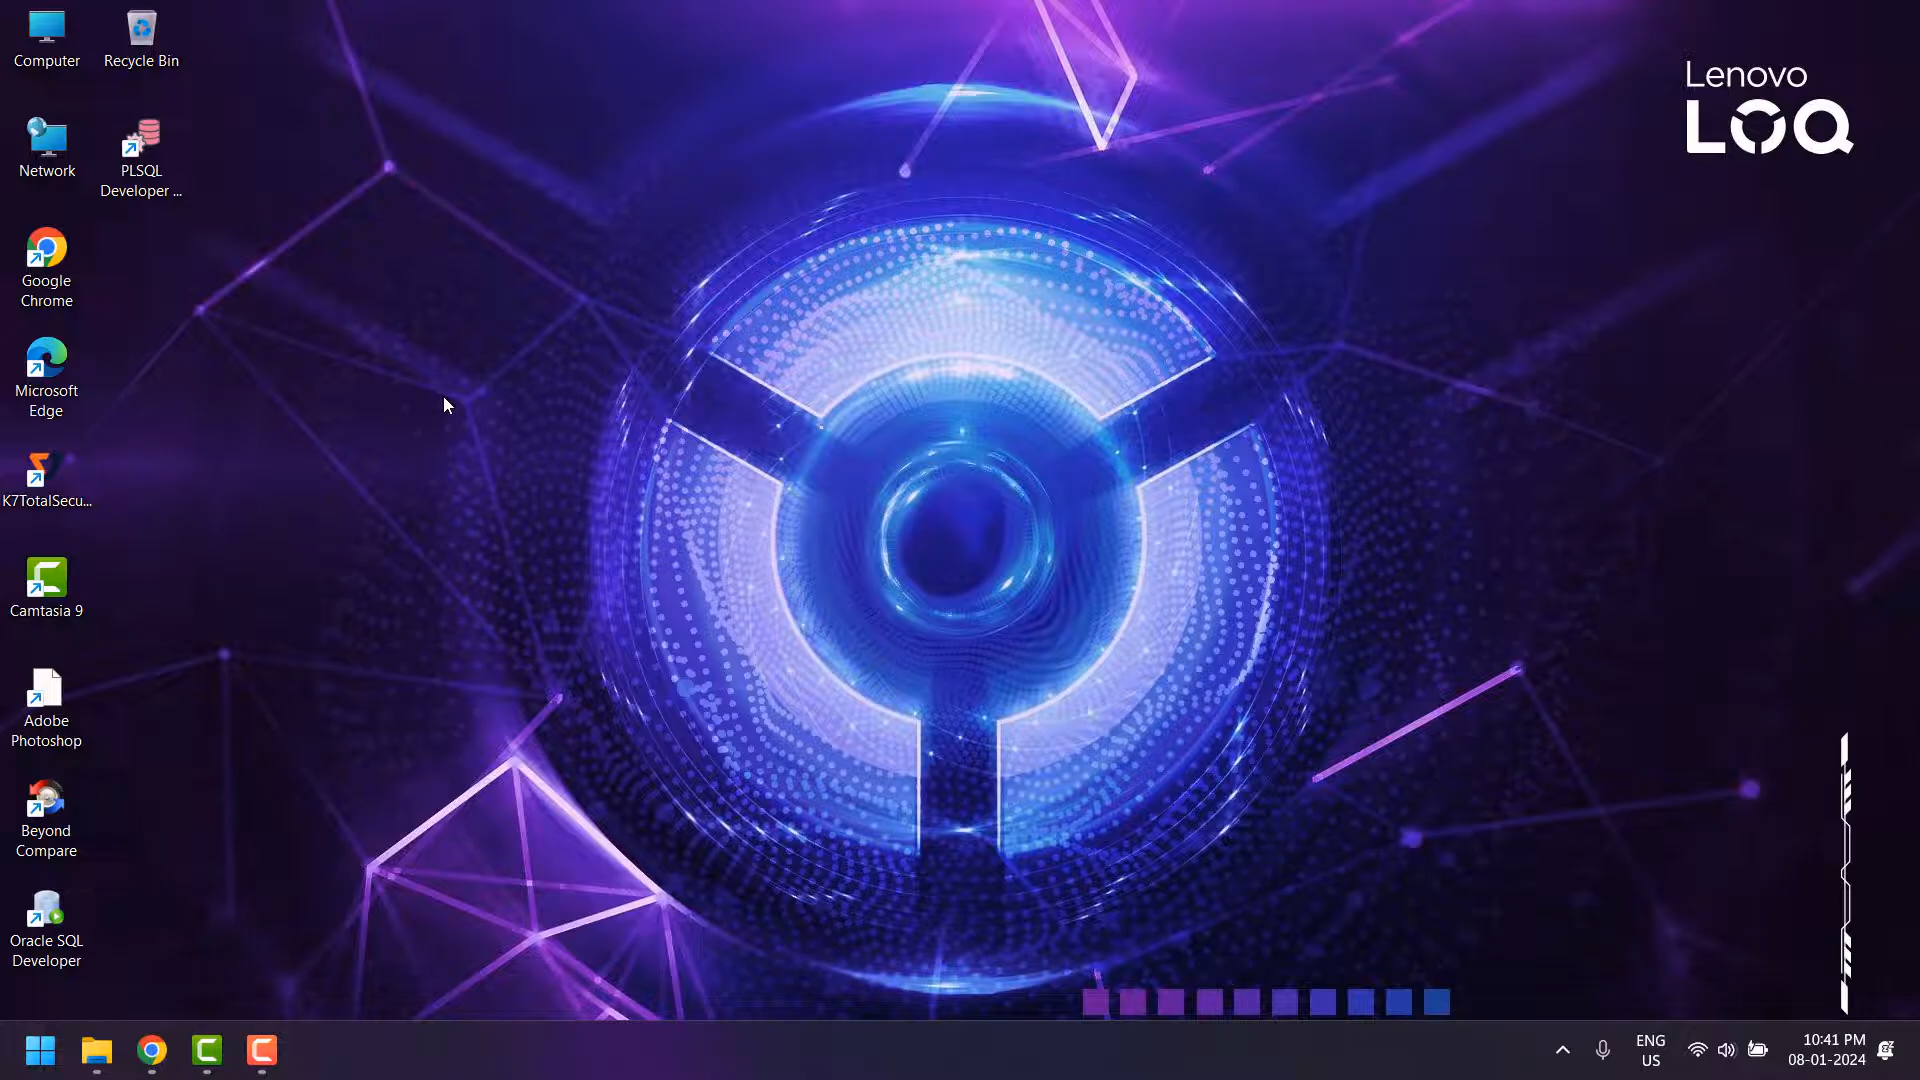 Computer
Recycle Bin
Network
PLSQL
Developer ...
Google
Chrome
Microsoft
Edge
K7TotalSecu...
Camtasia 9
Adobe
Photoshop
Beyond
Compare
Oracle SQL
Developer
Lenovo
LOQ
ENG
US
10:41 PM
08-01-2024